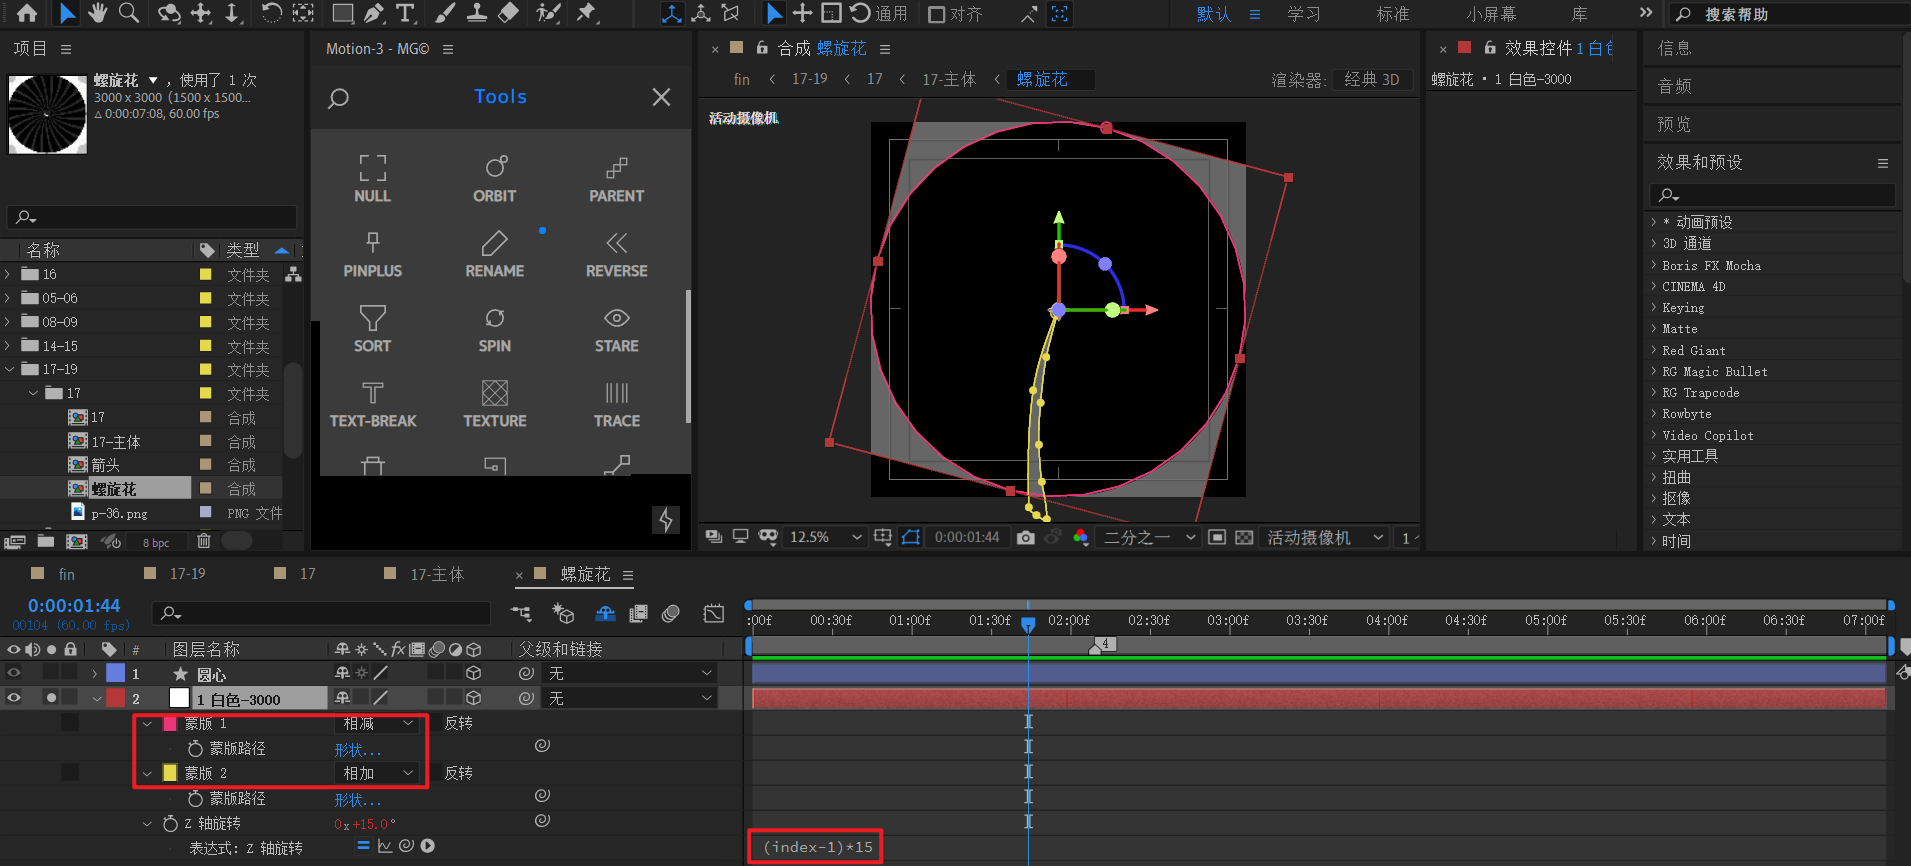 通用
对齐
默认
学习
标准
小屏幕
库
搜索帮助
项目
螺旋花 ，使用了 1 次
3000 x 3000 (1500 x 1500...
△ 0:00:07:08, 60.00 fps
名称
类型
16 文件夹
05-06 文件夹
08-09 文件夹
14-15 文件夹
17-19 文件夹
17 文件夹
17 合成
17-主体 合成
箭头 合成
螺旋花 合成
p-36.png PNG 文件
8 bpc
Motion-3 - MG©
Tools
NULL ORBIT PARENT
PINPLUS RENAME REVERSE
SORT SPIN STARE
TEXT-BREAK TEXTURE TRACE
合成 螺旋花
fin 17-19 17 17-主体 螺旋花
渲染器: 经典 3D
活动摄像机
12.5% 0:00:01:44 二分之一 活动摄像机 1
效果控件 1 白色
螺旋花 · 1 白色-3000
信息
音频
预览
效果和预设
* 动画预设
3D 通道
Boris FX Mocha
CINEMA 4D
Keying
Matte
Red Giant
RG Magic Bullet
RG Trapcode
Rowbyte
Video Copilot
实用工具
扭曲
抠像
文本
时间
fin 17-19 17 17-主体 螺旋花
0:00:01:44
00104 (60.00 fps)
:00f 00:30f 01:00f 01:30f 02:00f 02:30f 03:00f 03:30f 04:00f 04:30f 05:00f 05:30f 06:00f 06:30f 07:00f
4
# 图层名称 fx 父级和链接
1 圆心 无
2 1 白色-3000 无
蒙版 1 相减 反转
蒙版路径 形状...
蒙版 2 相加 反转
蒙版路径 形状...
Z 轴旋转 0x+15.0°
表达式: Z 轴旋转 (index-1)*15